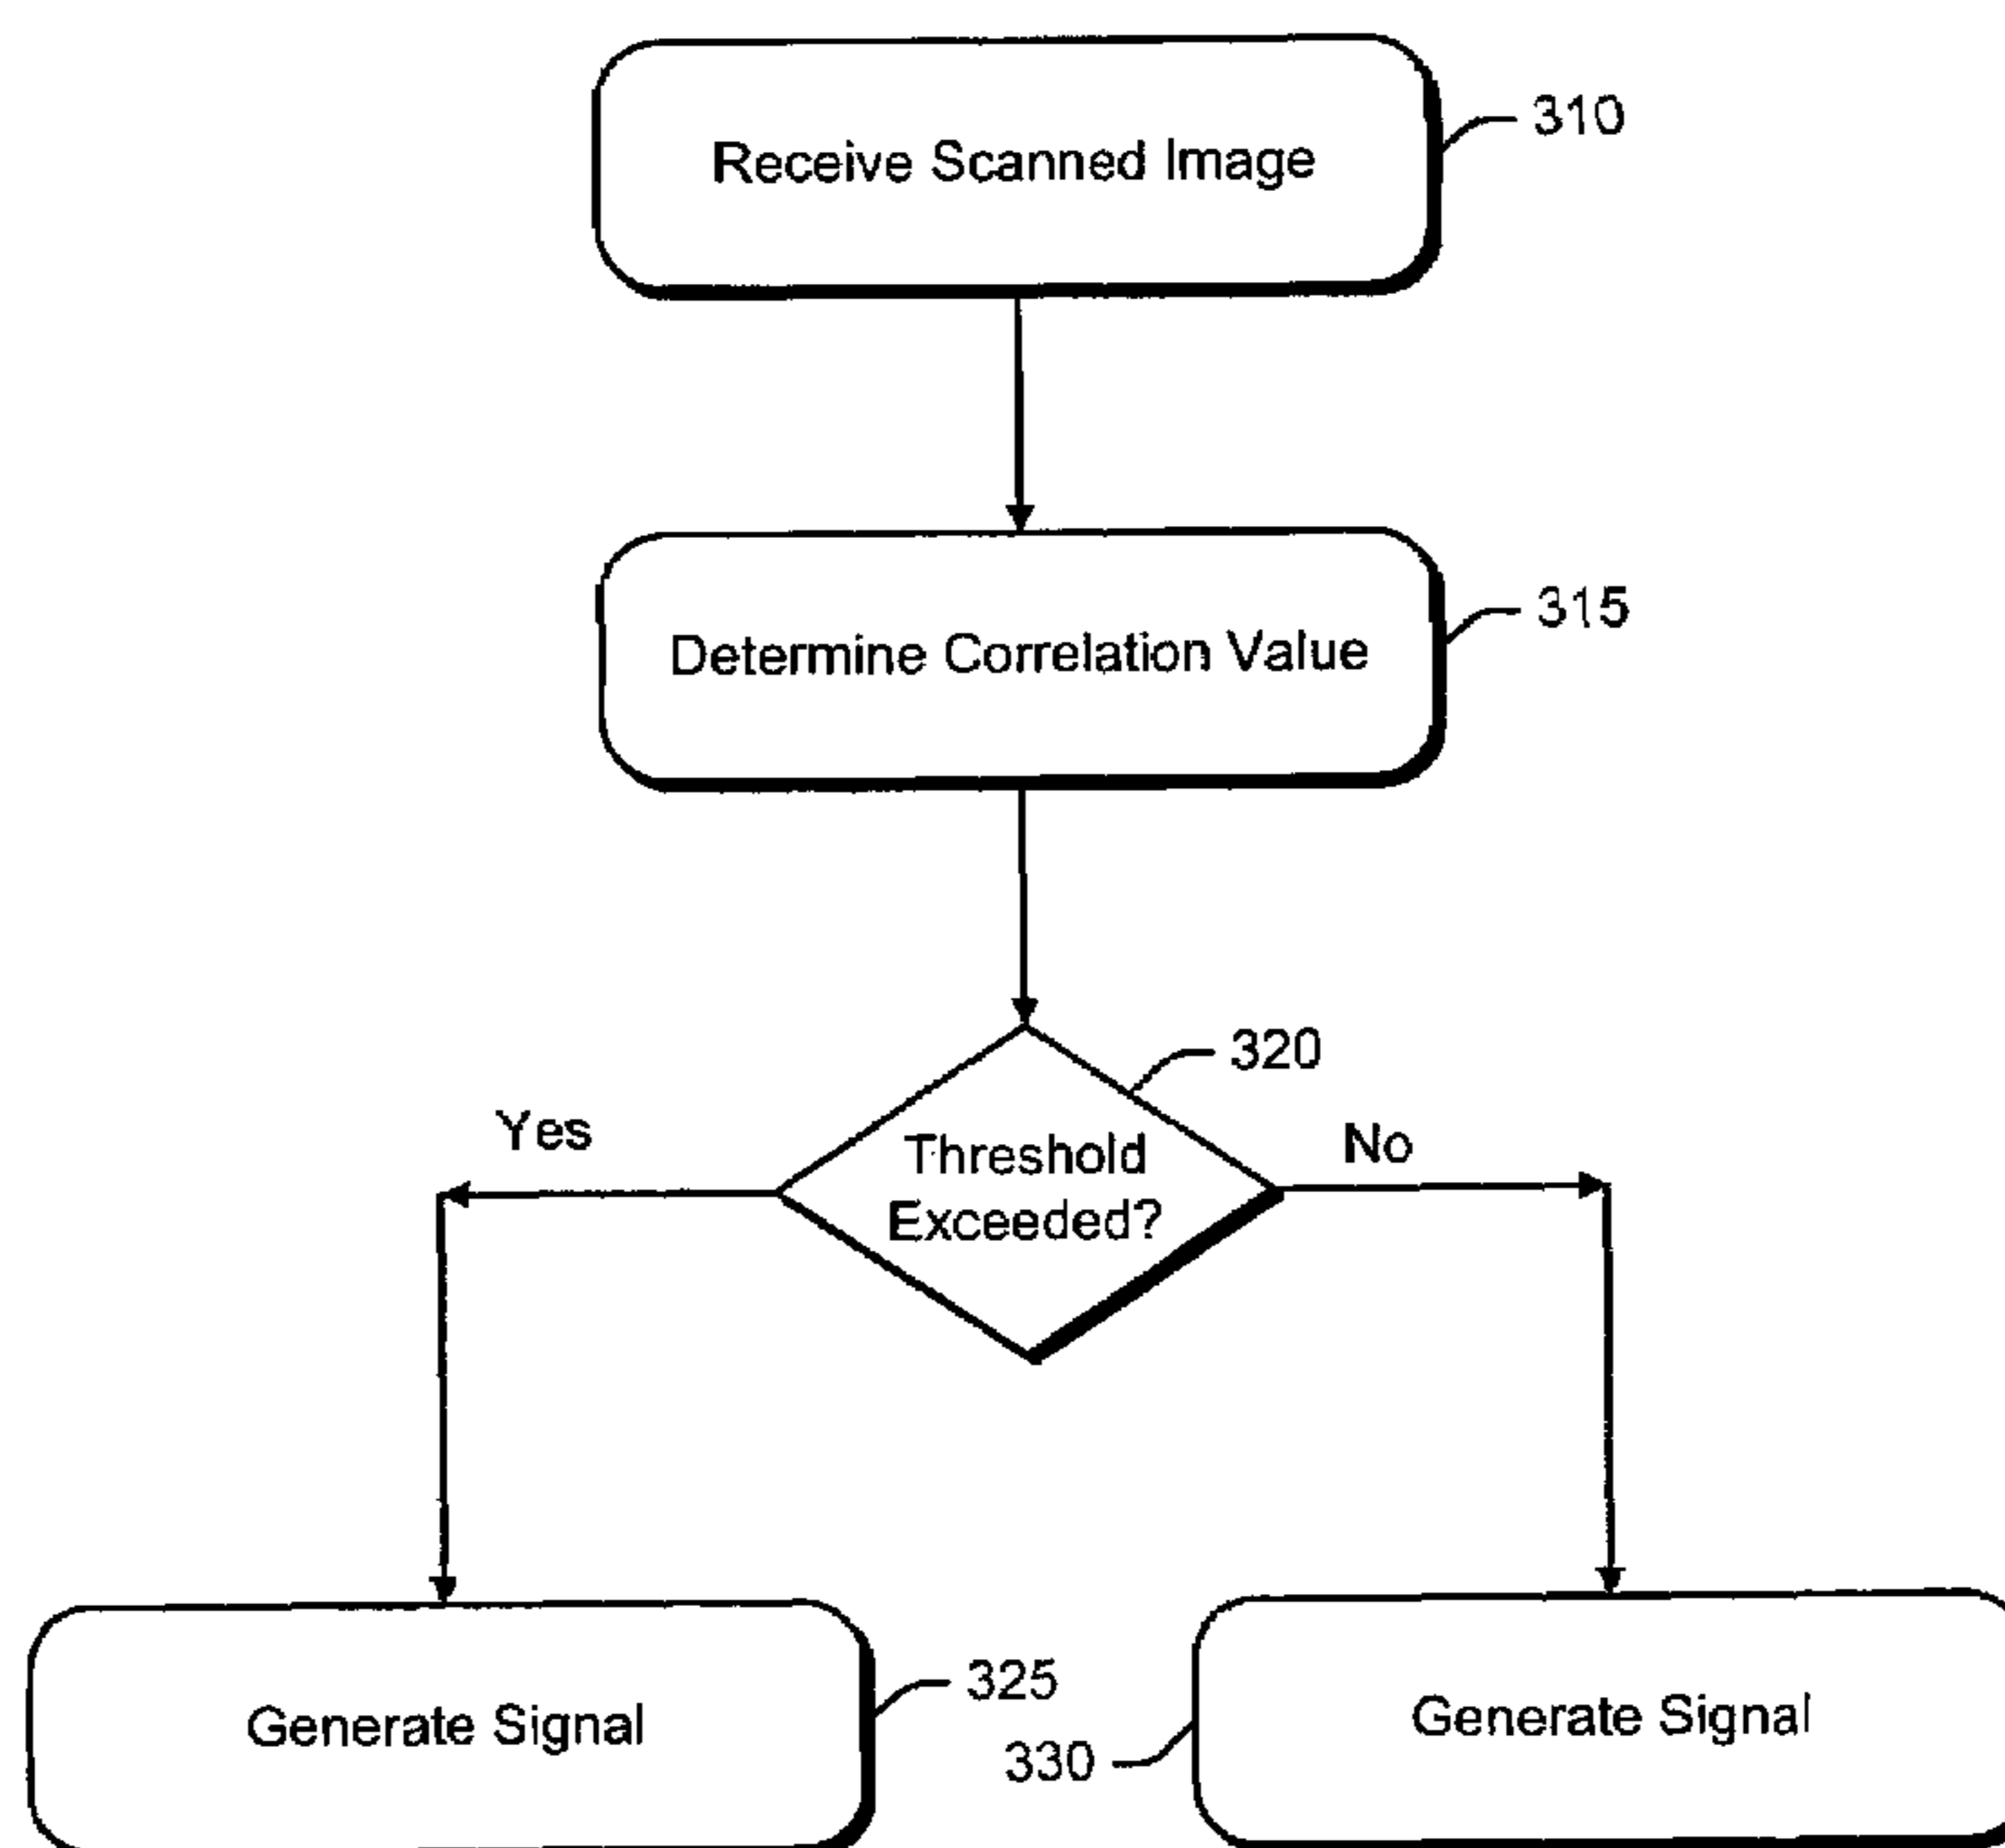 Receive Scanned Image
310
Determine Correlation Value
315
320
Yes
Threshold
Exceeded?
No
Generate Signal
325
330
Generate Signal